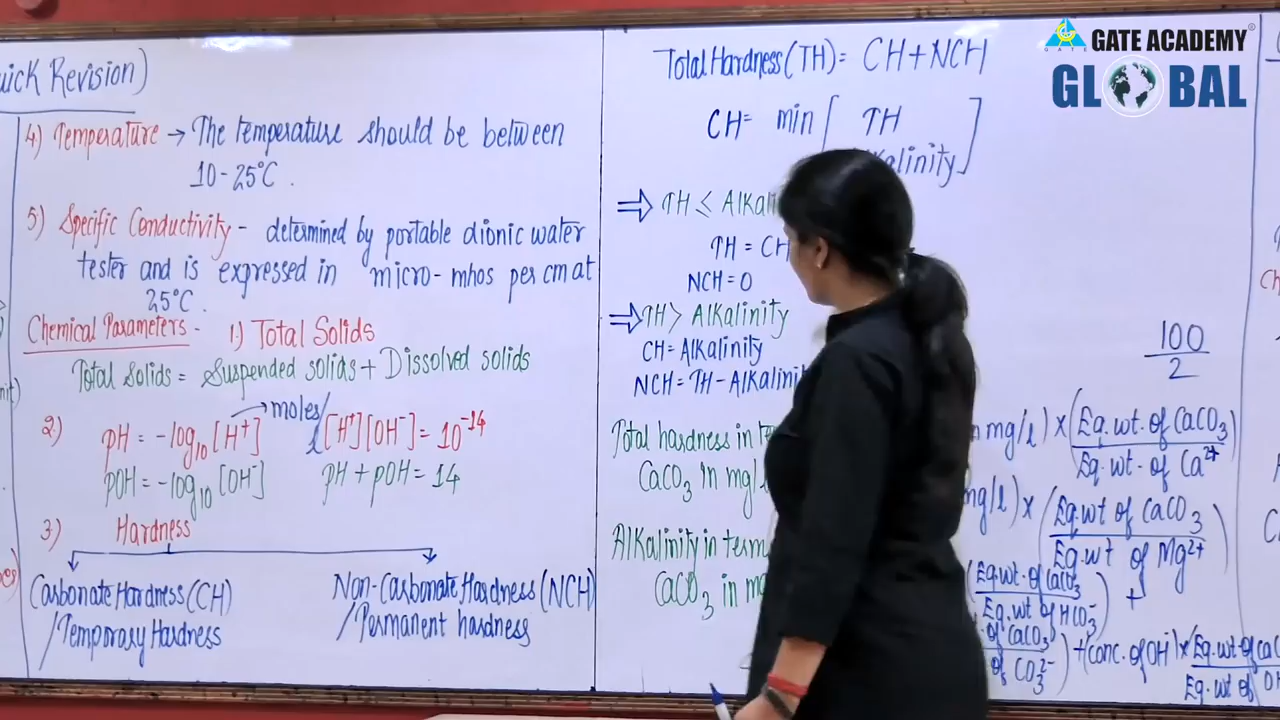 uick Revision)
4) Temperature → The temperature should be between
10 - 25°C .
5) Specific Conductivity - determined by portable dionic water
tester and is expressed in micro-mhos per cm at
25°C .
Chemical Parameters - 1.) Total Solids
Total Solids = Suspended solids + Dissolved solids
2) pH = -log10 [H+] → moles/l [H+][OH-] = 10^-14
pOH = -log10 [OH-] pH + pOH = 14
3) Hardness
Carbonate Hardness (CH)
/Temporary Hardness
Non-Carbonate Hardness (NCH)
/Permanent hardness
Total Hardness (TH) = CH + NCH
CH = min [ TH
kalinity ]
⇒ TH ≤ Alkal
TH = CH
NCH = 0
⇒ TH > Alkalinity
CH = Alkalinity
NCH = TH - Alkalinit
Total hardness in te
CaCO3 in mg/l
Alkalinity in term
CaCO3 in mg
100
2
n mg/l) × (Eq. wt. of CaCO3
Eq. wt. of Ca2+)
mg/l) × (Eq. wt of CaCO3
Eq. wt of Mg2+)
(Eq. wt. of CaCO3
Eq. wt of HCO3-) +
of CaCO3
of CO3^2-) + (conc. of OH-) × (Eq. wt of Ca
Eq. wt of O
GATE ACADEMY
GATE
GLOBAL